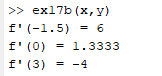 >> ex17b(x,y)
f'(-1.5) = 6
f'(0) = 1.3333
f'(3) = -4